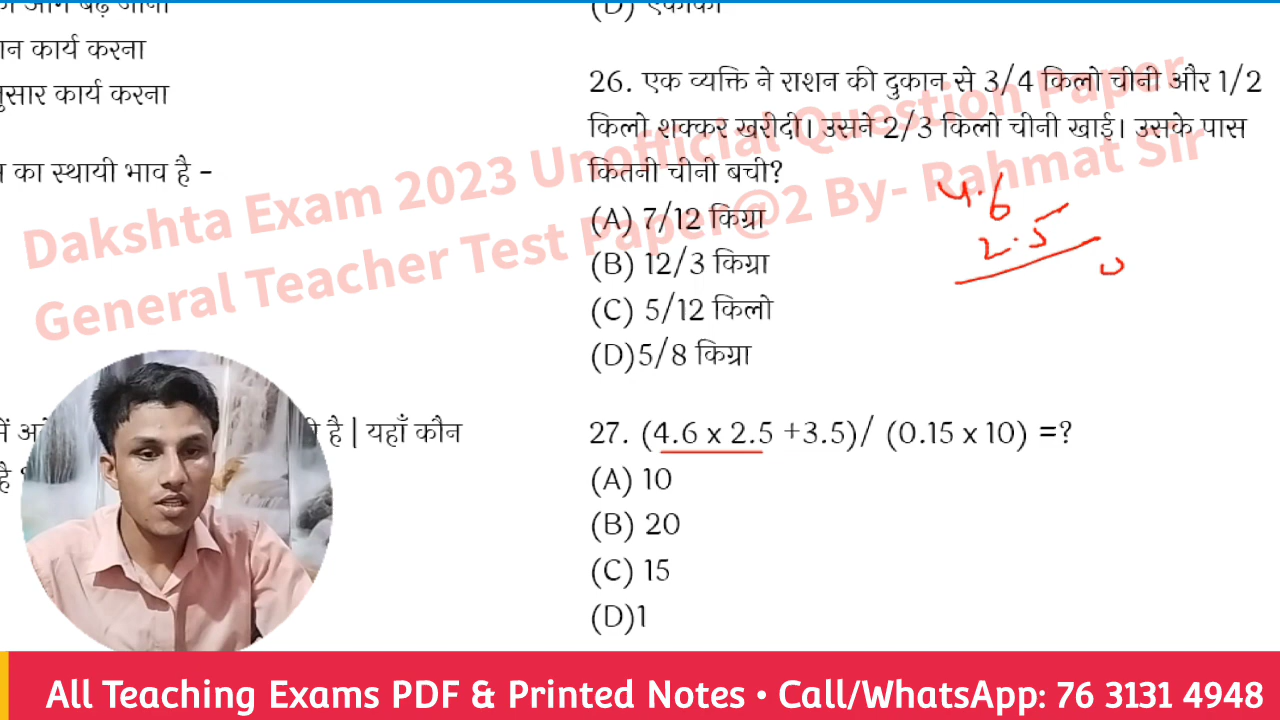 ान कार्य करना
नुसार कार्य करना
का स्थायी भाव है -
है | यहाँ कौन
(D) एकांकी
26. एक व्यक्ति ने राशन की दुकान से 3/4 किलो चीनी और 1/2
किलो शक्कर खरीदी। उसने 2/3 किलो चीनी खाई। उसके पास
कितनी चीनी बची?
(A) 7/12 किग्रा
(B) 12/3 किग्रा
(C) 5/12 किलो
(D)5/8 किग्रा
27. (4.6 x 2.5 +3.5)/ (0.15 x 10) =?
(A) 10
(B) 20
(C) 15
(D)1
4.6
2.5
0
Dakshta Exam 2023 Unofficial Question Paper
General Teacher Test Paper@2 By- Rahmat Sir
All Teaching Exams PDF & Printed Notes • Call/WhatsApp: 76 3131 4948